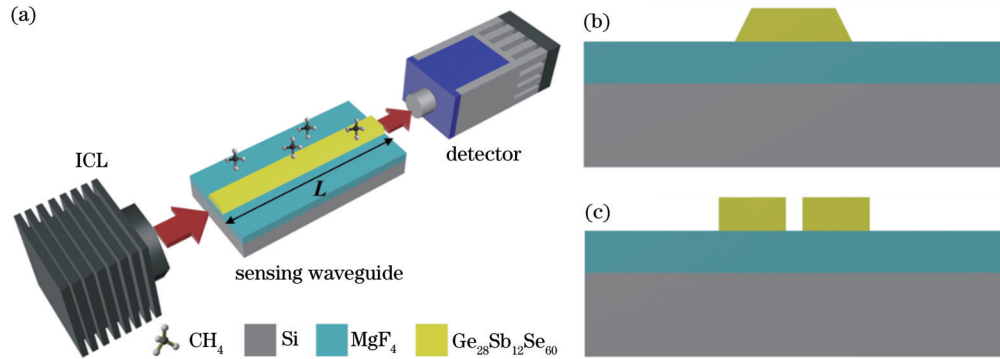 (a)
ICL
L
sensing waveguide
detector
CH₄
Si
MgF₄
Ge₂₈Sb₁₂Se₆₀
(b)
(c)